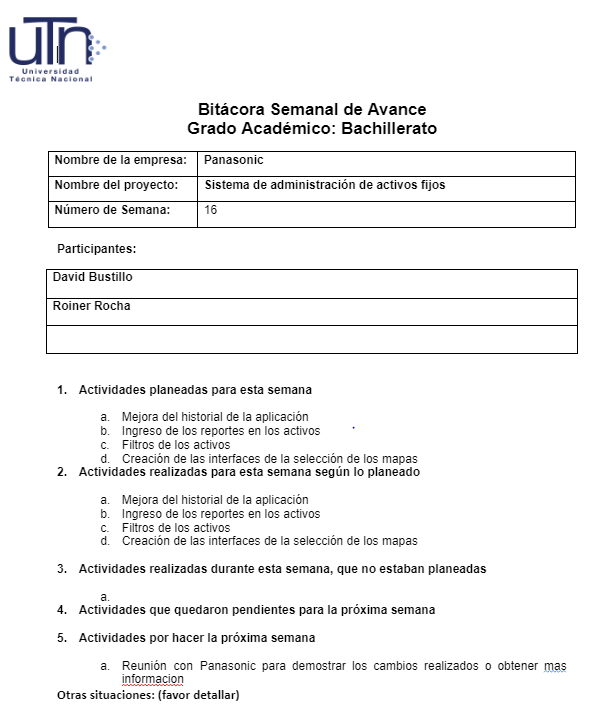 UTN
Universidad
Técnica Nacional
Bitácora Semanal de Avance
Grado Académico: Bachillerato
Nombre de la empresa: Panasonic
Nombre del proyecto: Sistema de administración de activos fijos
Número de Semana: 16
Participantes:
David Bustillo
Roiner Rocha
1. Actividades planeadas para esta semana
a. Mejora del historial de la aplicación
b. Ingreso de los reportes en los activos
c. Filtros de los activos
d. Creación de las interfaces de la selección de los mapas
2. Actividades realizadas para esta semana según lo planeado
a. Mejora del historial de la aplicación
b. Ingreso de los reportes en los activos
c. Filtros de los activos
d. Creación de las interfaces de la selección de los mapas
3. Actividades realizadas durante esta semana, que no estaban planeadas
a.
4. Actividades que quedaron pendientes para la próxima semana
5. Actividades por hacer la próxima semana
a. Reunión con Panasonic para demostrar los cambios realizados o obtener mas
informacion
Otras situaciones: (favor detallar)